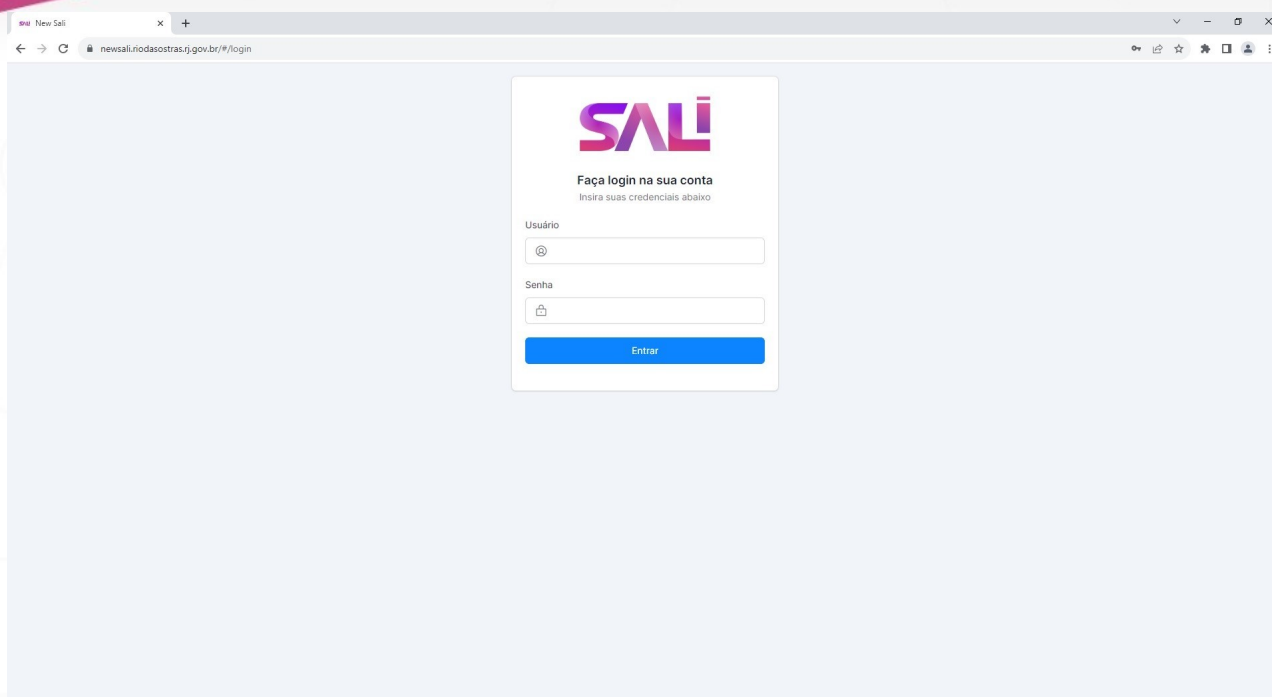 SALI New Sali
newsali.riodasostras.rj.gov.br/#/login
SALI
Faça login na sua conta
Insira suas credenciais abaixo
Usuário
Senha
Entrar